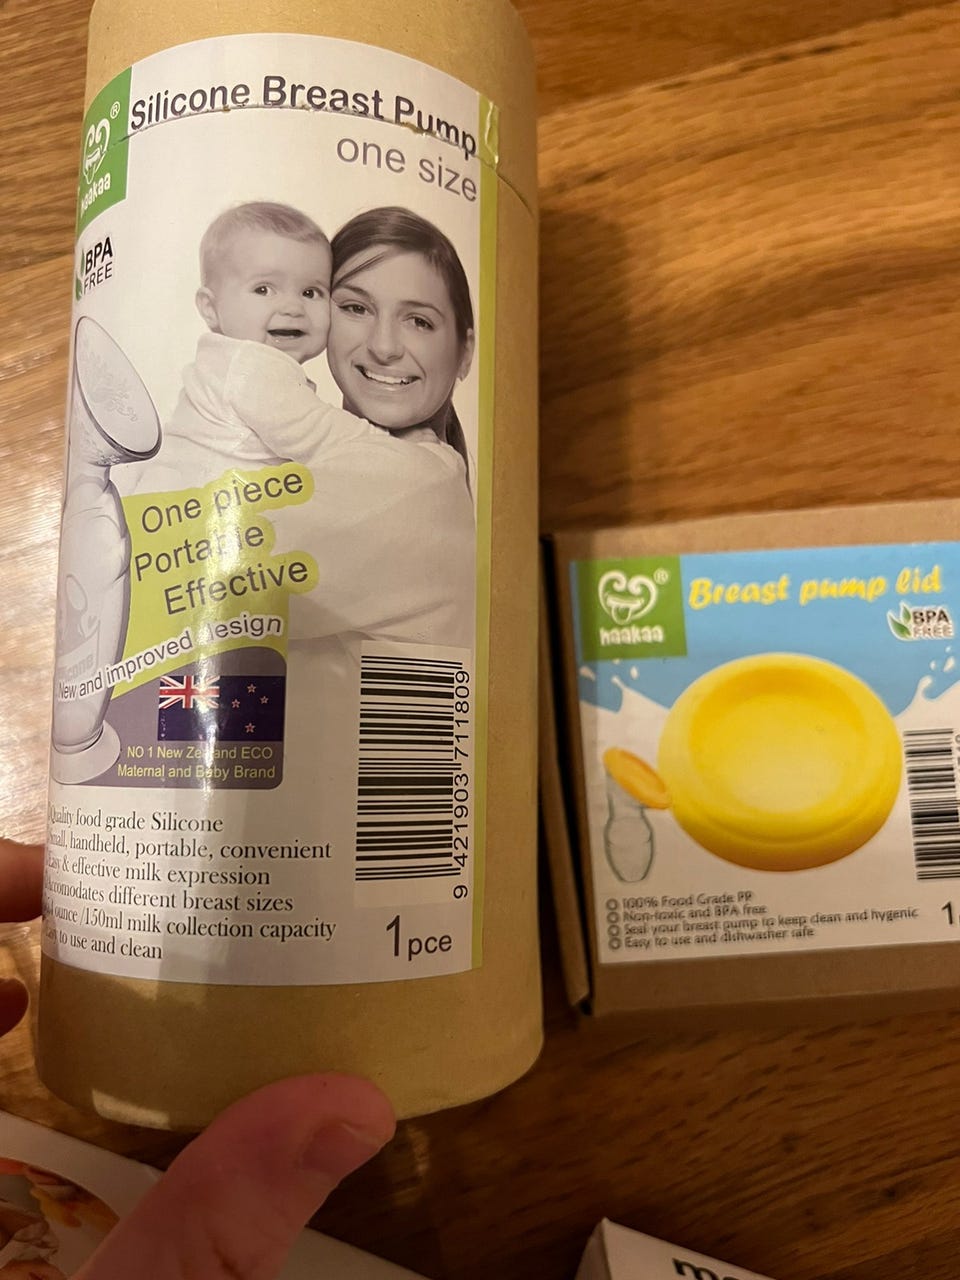 Silicone Breast Pump
one size
haakaa
®
BPA
FREE
One piece
Portable
Effective
New and improved design
NO 1 New Zealand ECO
Maternal and Baby Brand
Quality food grade Silicone
Small, handheld, portable, convenient
Easy & effective milk expression
Accomodates different breast sizes
ounce /150ml milk collection capacity
Easy to use and clean
9 421903 711809
1pce
haakaa
®
Breast pump lid
BPA
FREE
100% Food Grade PP
Non-toxic and BPA free
Seal your breast pump to keep clean and hygenic
Easy to use and dishwasher safe
1